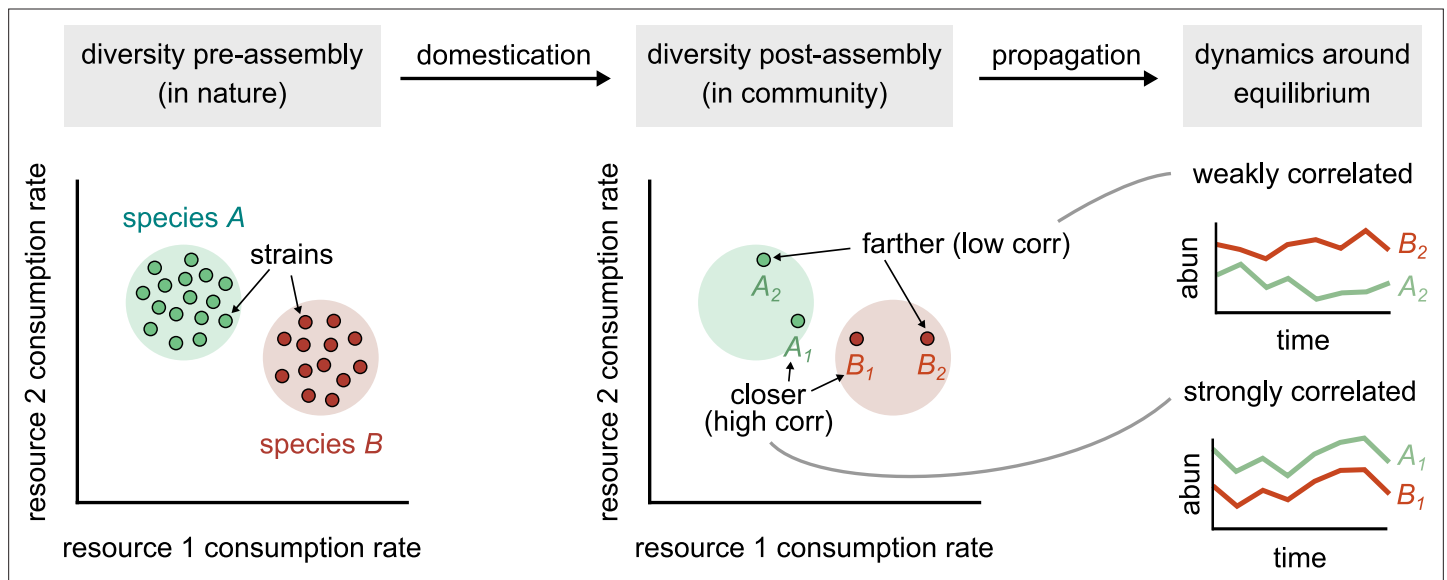 diversity pre-assembly
(in nature)
domestication
diversity post-assembly
(in community)
propagation
dynamics around
equilibrium
resource 2 consumption rate
species A
strains
species B
resource 1 consumption rate
resource 2 consumption rate
farther (low corr)
A2
A1
B1
B2
closer
(high corr)
resource 1 consumption rate
weakly correlated
abun
B2
A2
time
strongly correlated
abun
A1
B1
time